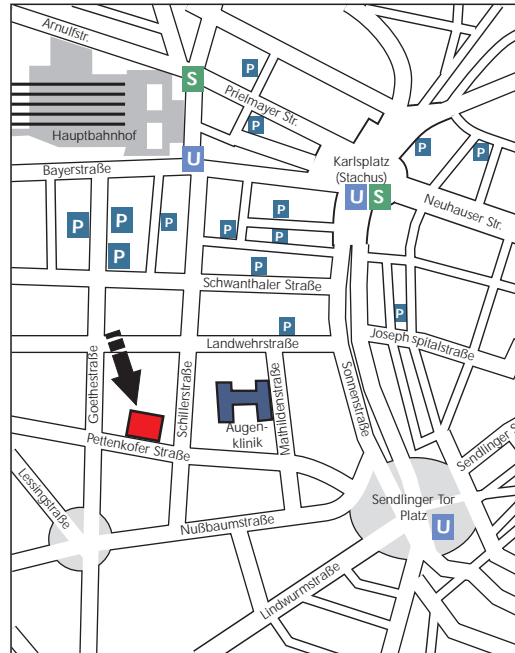 Arnulfstr.
P
S
Prielmayer Str.
P
Hauptbahnhof
P
P
U
Karlsplatz
(Stachus)
Bayerstraße
U S
Neuhauser Str.
P
P
P
P
P
P
P
P
Schwanthaler Straße
P
P
Josephspitalstraße
Landwehrstraße
Goethestraße
Schillerstraße
Mathildenstraße
Sonnenstraße
Augen-
klinik
Pettenkofer Straße
Sendlinger S
Lessingstraße
Sendlinger Tor
Platz
U
Nußbaumstraße
Lindwurmstraße